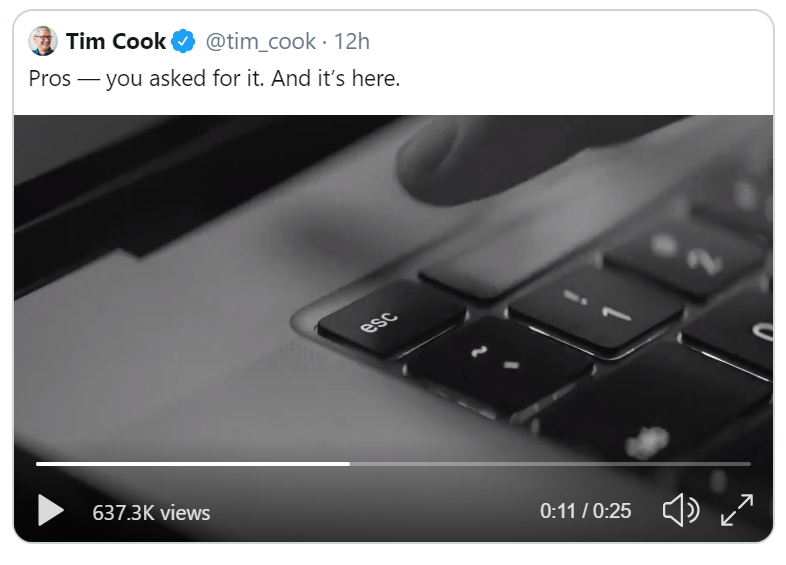 Tim Cook @tim_cook · 12h
Pros — you asked for it. And it’s here.
esc
! 1
~ `
2
637.3K views
0:11 / 0:25